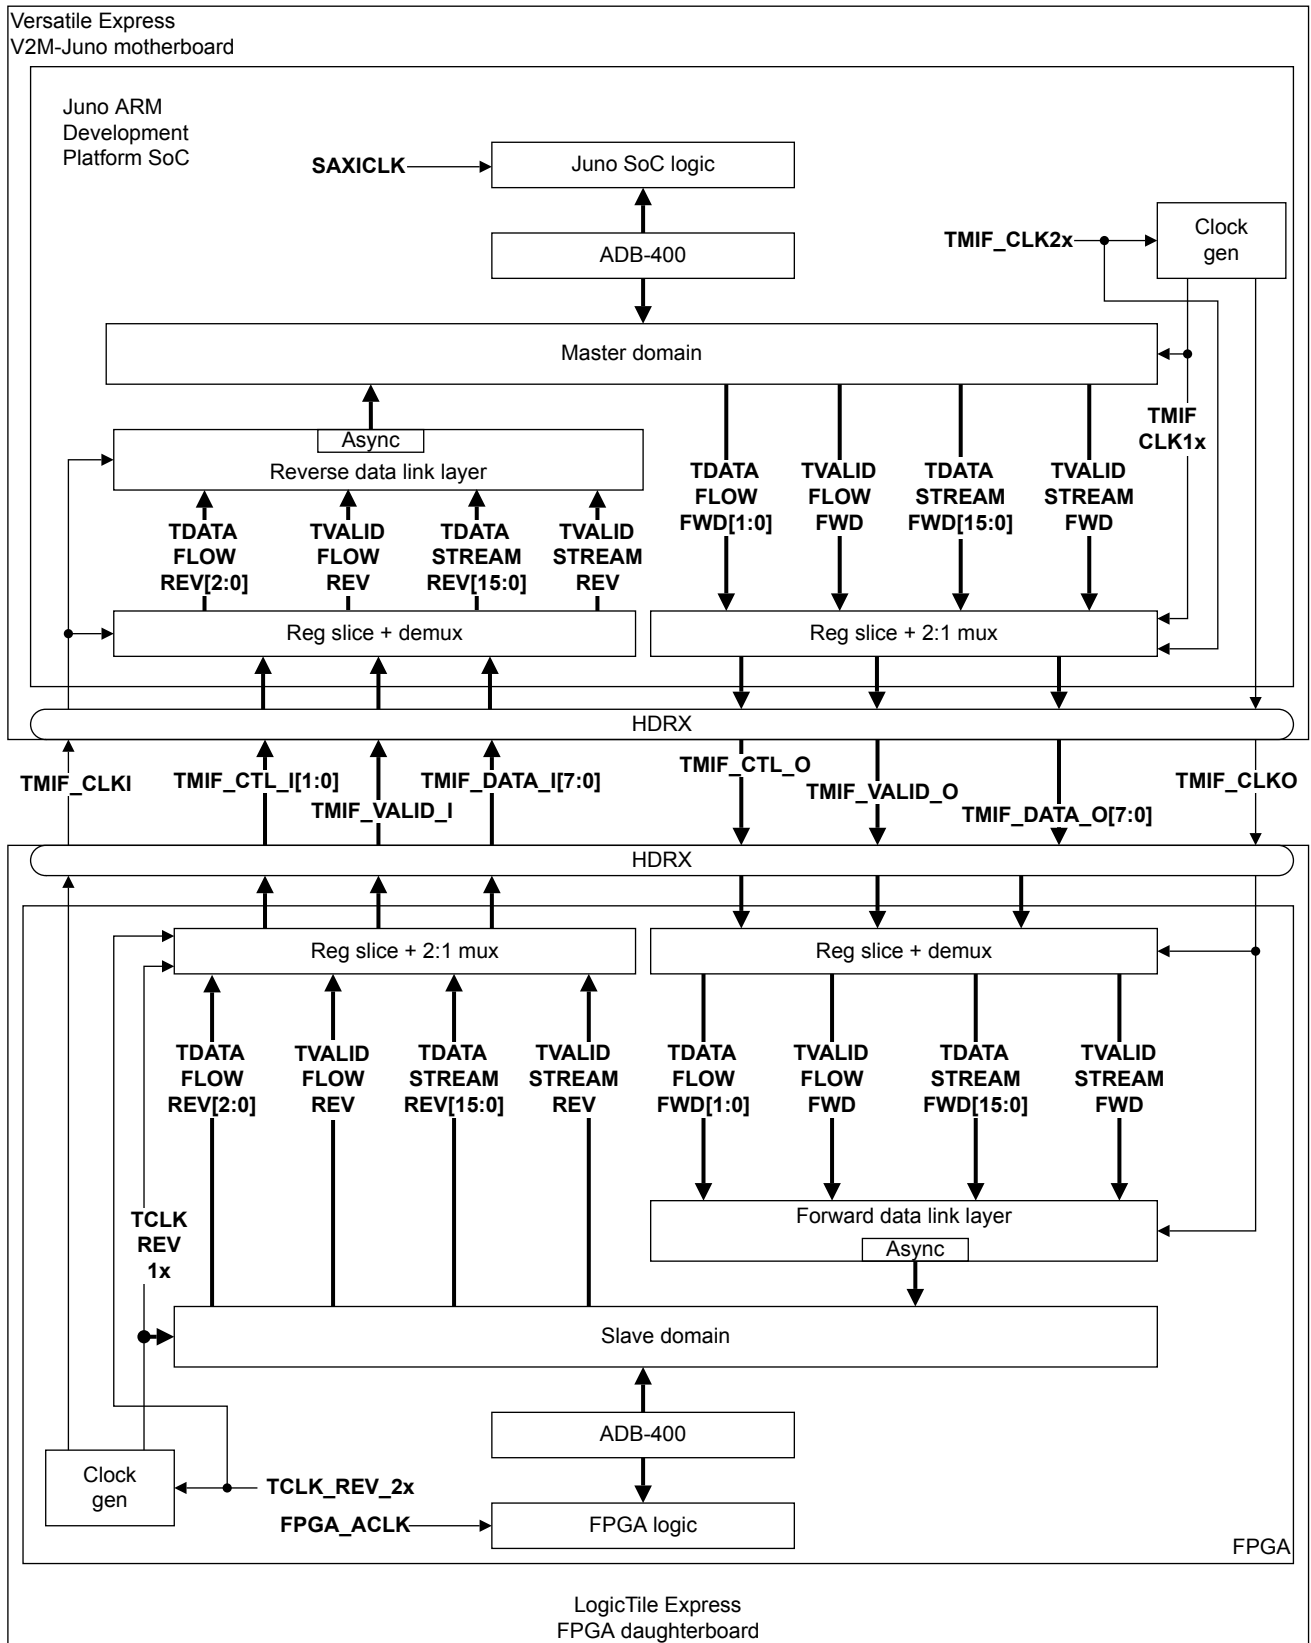 Versatile Express
V2M-Juno motherboard
Juno ARM
Development
Platform SoC
SAXICLK
Juno SoC logic
TMIF_CLK2x
Clock
gen
ADB-400
Master domain
TMIF
CLK1x
Async
Reverse data link layer
TDATA
FLOW
REV[2:0]
TVALID
FLOW
REV
TDATA
STREAM
REV[15:0]
TVALID
STREAM
REV
TDATA
FLOW
FWD[1:0]
TVALID
FLOW
FWD
TDATA
STREAM
FWD[15:0]
TVALID
STREAM
FWD
Reg slice + demux
Reg slice + 2:1 mux
HDRX
TMIF_CLKI
TMIF_CTL_I[1:0]
TMIF_VALID_I
TMIF_DATA_I[7:0]
TMIF_CTL_O
TMIF_VALID_O
TMIF_DATA_O[7:0]
TMIF_CLKO
HDRX
Reg slice + 2:1 mux
Reg slice + demux
TDATA
FLOW
REV[2:0]
TVALID
FLOW
REV
TDATA
STREAM
REV[15:0]
TVALID
STREAM
REV
TDATA
FLOW
FWD[1:0]
TVALID
FLOW
FWD
TDATA
STREAM
FWD[15:0]
TVALID
STREAM
FWD
TCLK
REV
1x
Forward data link layer
Async
Slave domain
ADB-400
Clock
gen
TCLK_REV_2x
FPGA_ACLK
FPGA logic
FPGA
LogicTile Express
FPGA daughterboard